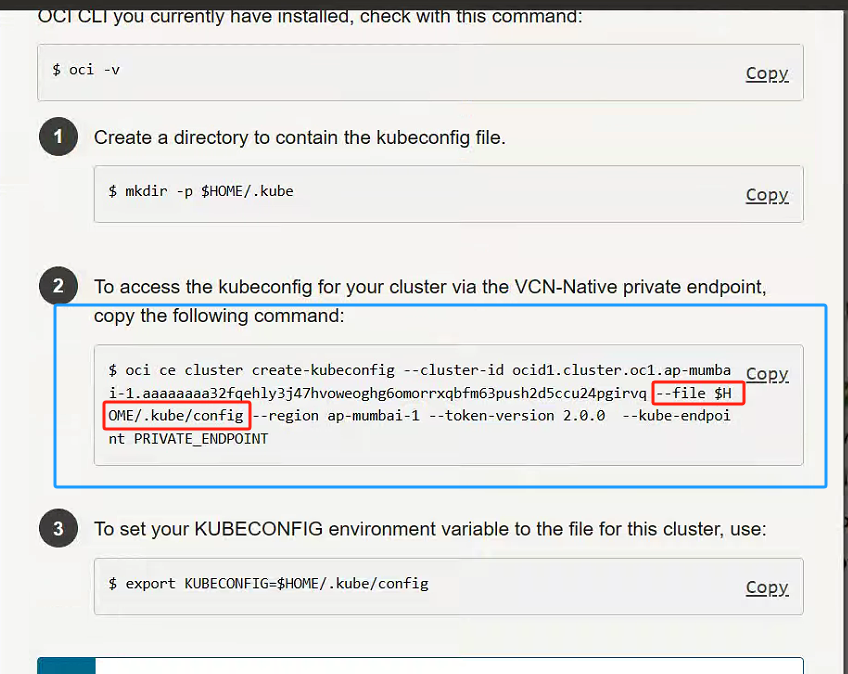 OCI CLI you currently have installed, check with this command:
$ oci -v
Copy
1
Create a directory to contain the kubeconfig file.
$ mkdir -p $HOME/.kube
Copy
2
To access the kubeconfig for your cluster via the VCN-Native private endpoint,
copy the following command:
$ oci ce cluster create-kubeconfig --cluster-id ocid1.cluster.oc1.ap-mumba
Copy
i-1.aaaaaaaa32fqehly3j47hvoweoghg6omorrxqbfm63push2d5ccu24pgirvq --file $H
OME/.kube/config --region ap-mumbai-1 --token-version 2.0.0  --kube-endpoi
nt PRIVATE_ENDPOINT
3
To set your KUBECONFIG environment variable to the file for this cluster, use:
$ export KUBECONFIG=$HOME/.kube/config
Copy